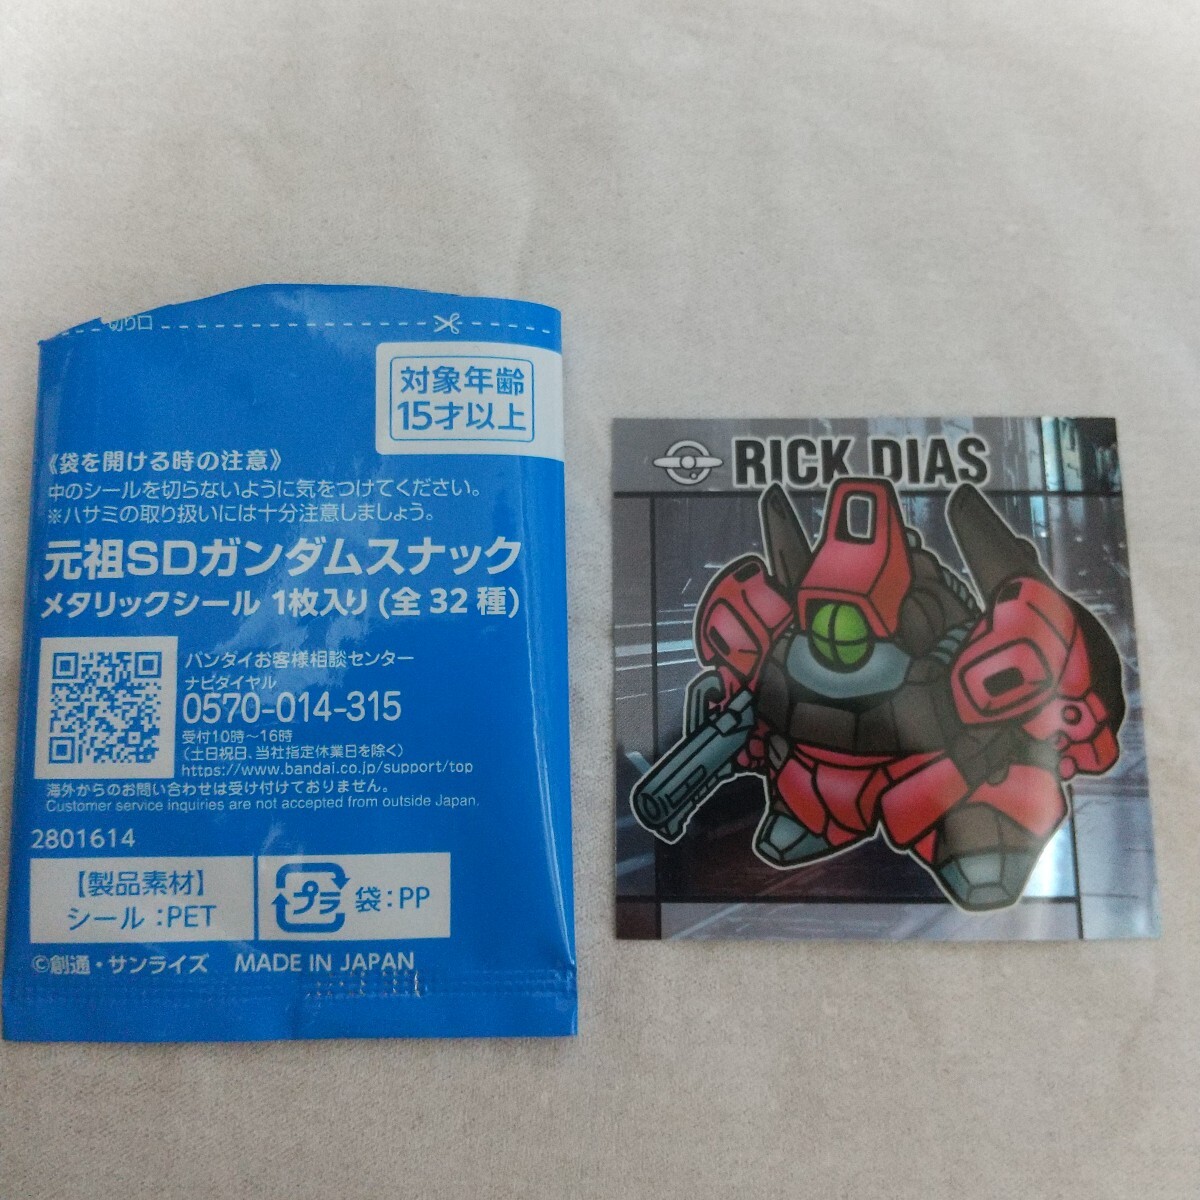 切り口
対象年齢
15才以上
《袋を開ける時の注意》
中のシールを切らないように気をつけてください。
※ハサミの取り扱いには十分注意しましょう。
元祖SDガンダムスナック
メタリックシール 1枚入り (全 32 種)
バンダイお客様相談センター
ナビダイヤル
0570-014-315
受付10時～16時
(土日祝日、当社指定休業日を除く)
https://www.bandai.co.jp/support/top
海外からのお問い合わせは受け付けておりません。
Customer service inquiries are not accepted from outside Japan.
2801614
【製品素材】
シール:PET
プラ
袋:PP
©創通・サンライズ MADE IN JAPAN
RICK DIAS